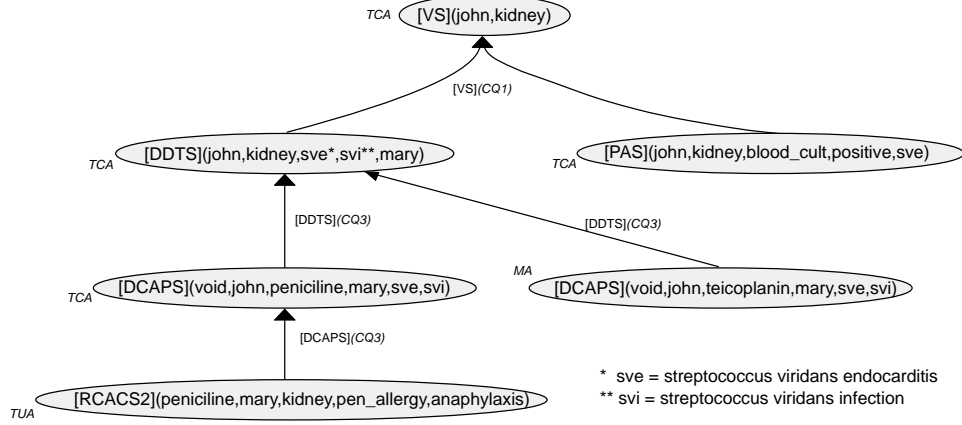 TCA [VS](john,kidney)
[VS](CQ1)
TCA [DDTS](john,kidney,sve*,svi**,mary)
TCA [PAS](john,kidney,blood_cult,positive,sve)
[DDTS](CQ3)
[DDTS](CQ3)
TCA [DCAPS](void,john,peniciline,mary,sve,svi)
MA [DCAPS](void,john,teicoplanin,mary,sve,svi)
[DCAPS](CQ3)
TUA [RCACS2](peniciline,mary,kidney,pen_allergy,anaphylaxis)
* sve = streptococcus viridans endocarditis
** svi = streptococcus viridans infection